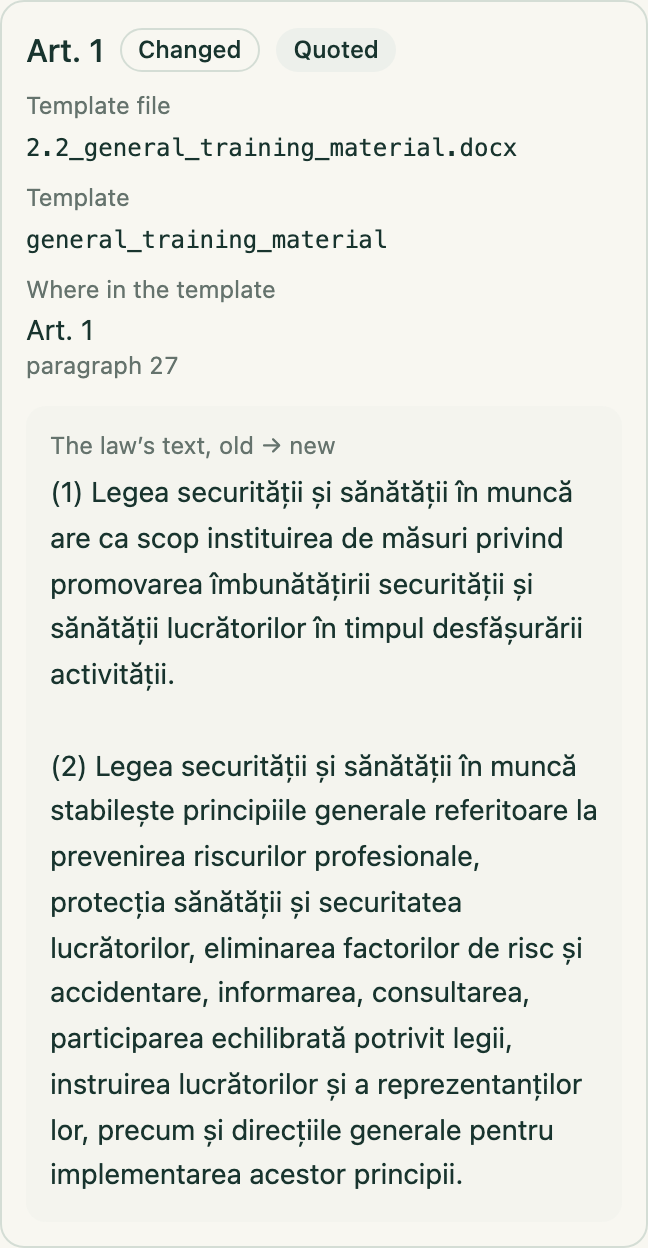 Art. 1 Changed Quoted
Template file
2.2_general_training_material.docx
Template
general_training_material
Where in the template
Art. 1
paragraph 27
The law’s text, old → new
(1) Legea securității și sănătății în muncă
are ca scop instituirea de măsuri privind
promovarea îmbunătățirii securității și
sănătății lucrătorilor în timpul desfășurării
activității.
(2) Legea securității și sănătății în muncă
stabilește principiile generale referitoare la
prevenirea riscurilor profesionale,
protecția sănătății și securitatea
lucrătorilor, eliminarea factorilor de risc și
accidentare, informarea, consultarea,
participarea echilibrată potrivit legii,
instruirea lucrătorilor și a reprezentanților
lor, precum și direcțiile generale pentru
implementarea acestor principii.